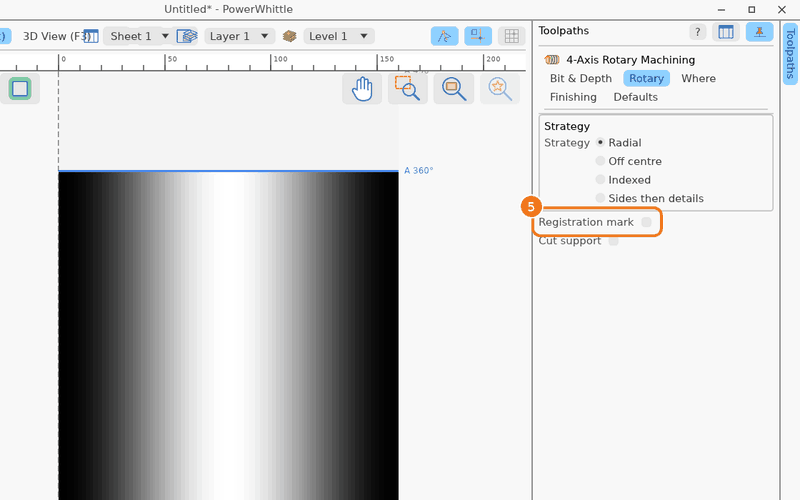 Untitled* - PowerWhittle
3D View (F3)
Sheet 1
Layer 1
Level 1
0
50
100
150
200
A 360°
Toolpaths
?
Toolpaths
4-Axis Rotary Machining
Bit & Depth
Rotary
Where
Finishing
Defaults
Strategy
Strategy
Radial
Off centre
Indexed
Sides then details
5
Registration mark
Cut support